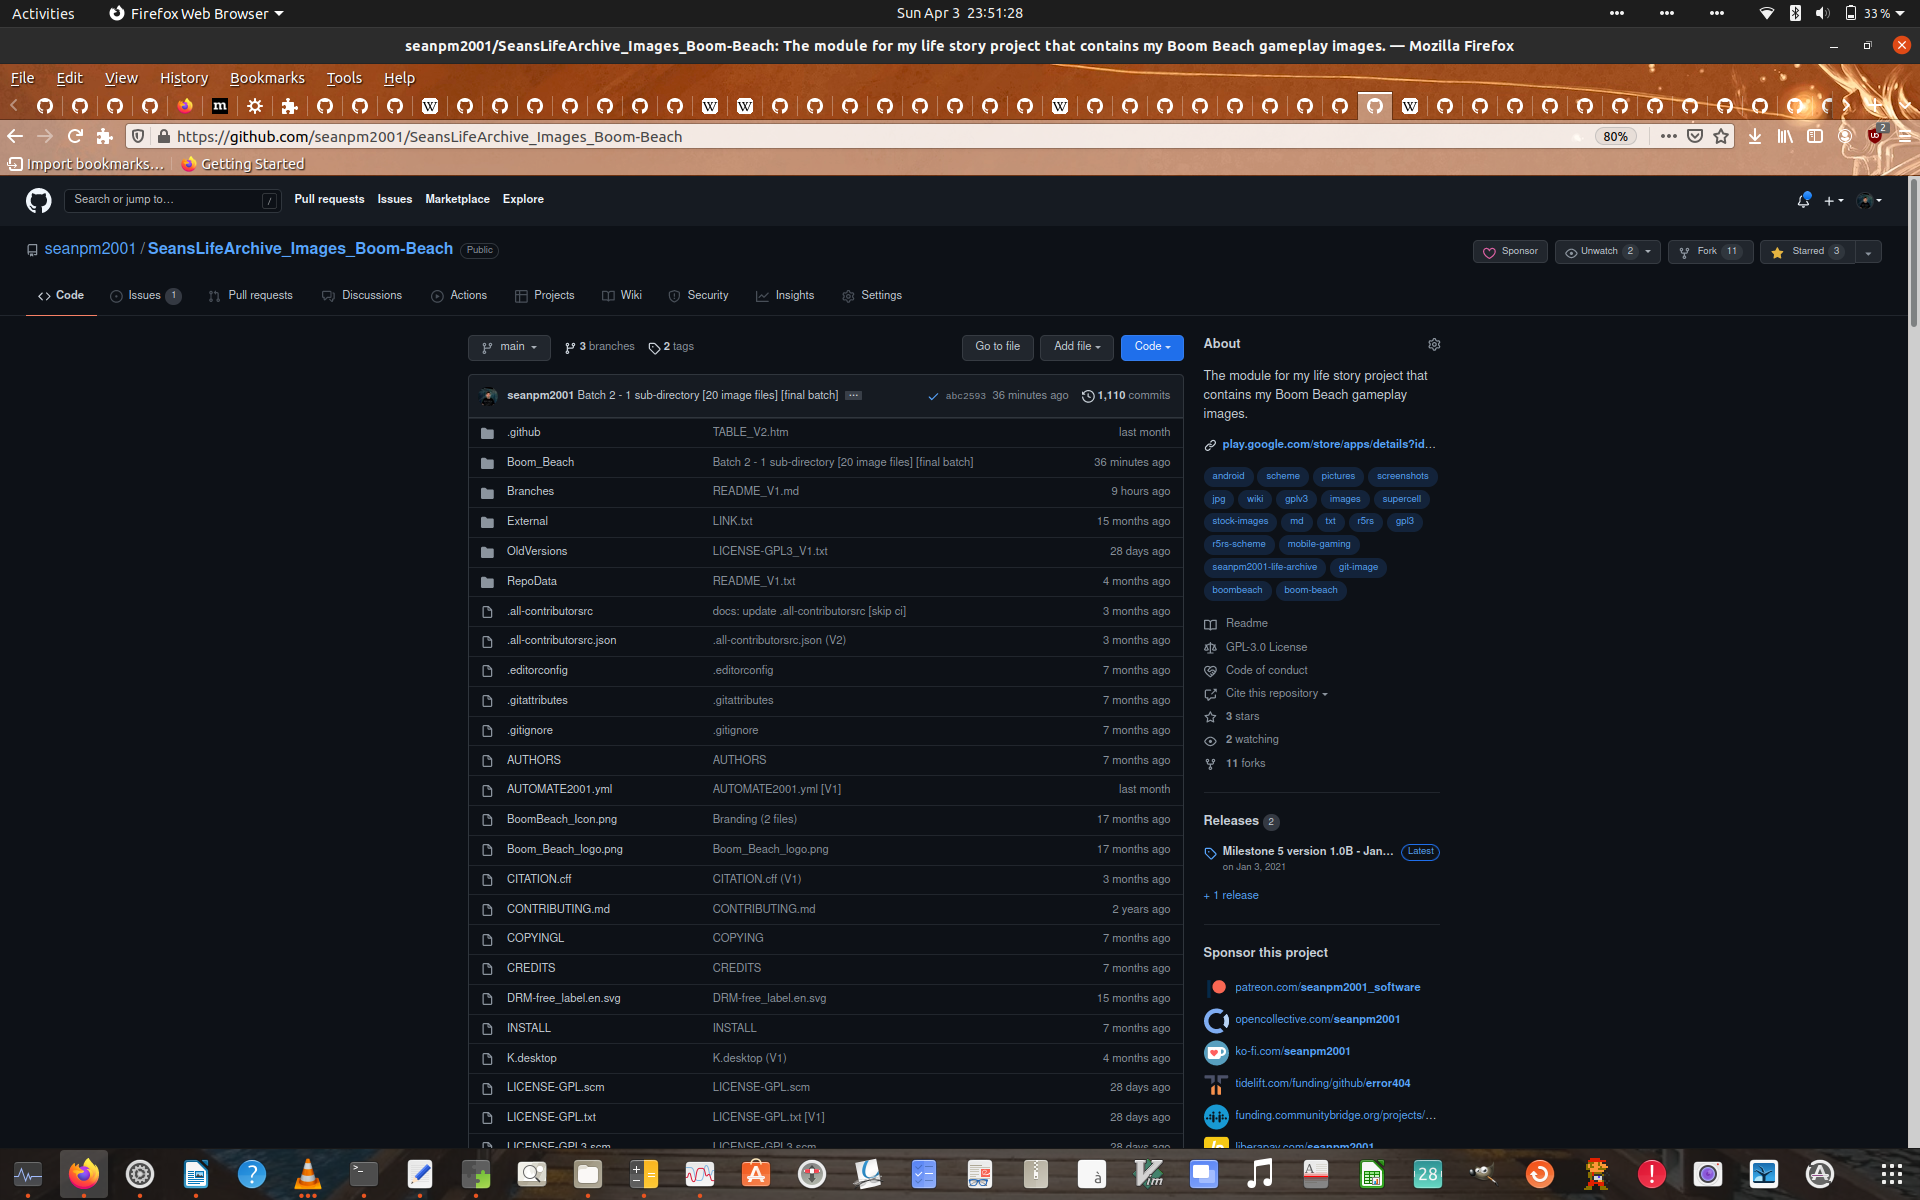 Activities Firefox Web Browser Sun Apr 3 23:51:28 33 %
seanpm2001/SeansLifeArchive_Images_Boom-Beach: The module for my life story project that contains my Boom Beach gameplay images. — Mozilla Firefox
File Edit View History Bookmarks Tools Help
https://github.com/seanpm2001/SeansLifeArchive_Images_Boom-Beach 80% 2
Import bookmarks… Getting Started
Search or jump to… / Pull requests Issues Marketplace Explore
seanpm2001 / SeansLifeArchive_Images_Boom-Beach Public Sponsor Unwatch 2 Fork 11 Starred 3
Code Issues 1 Pull requests Discussions Actions Projects Wiki Security Insights Settings
main 3 branches 2 tags Go to file Add file Code
seanpm2001 Batch 2 - 1 sub-directory [20 image files] [final batch] ... abc2593 36 minutes ago 1,110 commits
.github TABLE_V2.htm last month
Boom_Beach Batch 2 - 1 sub-directory [20 image files] [final batch] 36 minutes ago
Branches README_V1.md 9 hours ago
External LINK.txt 15 months ago
OldVersions LICENSE-GPL3_V1.txt 28 days ago
RepoData README_V1.txt 4 months ago
.all-contributorsrc docs: update .all-contributorsrc [skip ci] 3 months ago
.all-contributorsrc.json .all-contributorsrc.json (V2) 3 months ago
.editorconfig .editorconfig 7 months ago
.gitattributes .gitattributes 7 months ago
.gitignore .gitignore 7 months ago
AUTHORS AUTHORS 7 months ago
AUTOMATE2001.yml AUTOMATE2001.yml [V1] last month
BoomBeach_Icon.png Branding (2 files) 17 months ago
Boom_Beach_logo.png Boom_Beach_logo.png 17 months ago
CITATION.cff CITATION.cff (V1) 3 months ago
CONTRIBUTING.md CONTRIBUTING.md 2 years ago
COPYINGL COPYING 7 months ago
CREDITS CREDITS 7 months ago
DRM-free_label.en.svg DRM-free_label.en.svg 15 months ago
INSTALL INSTALL 7 months ago
K.desktop K.desktop (V1) 4 months ago
LICENSE-GPL.scm LICENSE-GPL.scm 28 days ago
LICENSE-GPL.txt LICENSE-GPL.txt [V1] 28 days ago
LICENSE-GPL3.scm LICENSE-GPL3.scm 28 days ago
About
The module for my life story project that
contains my Boom Beach gameplay
images.
play.google.com/store/apps/details?id…
android scheme pictures screenshots
jpg wiki gplv3 images supercell
stock-images md txt r5rs gpl3
r5rs-scheme mobile-gaming
seanpm2001-life-archive git-image
boombeach boom-beach
Readme
GPL-3.0 License
Code of conduct
Cite this repository
3 stars
2 watching
11 forks
Releases 2
Milestone 5 version 1.0B - Jan… Latest
on Jan 3, 2021
+ 1 release
Sponsor this project
patreon.com/seanpm2001_software
opencollective.com/seanpm2001
ko-fi.com/seanpm2001
tidelift.com/funding/github/error404
funding.communitybridge.org/projects/…
liberapay.com/seanpm2001
28